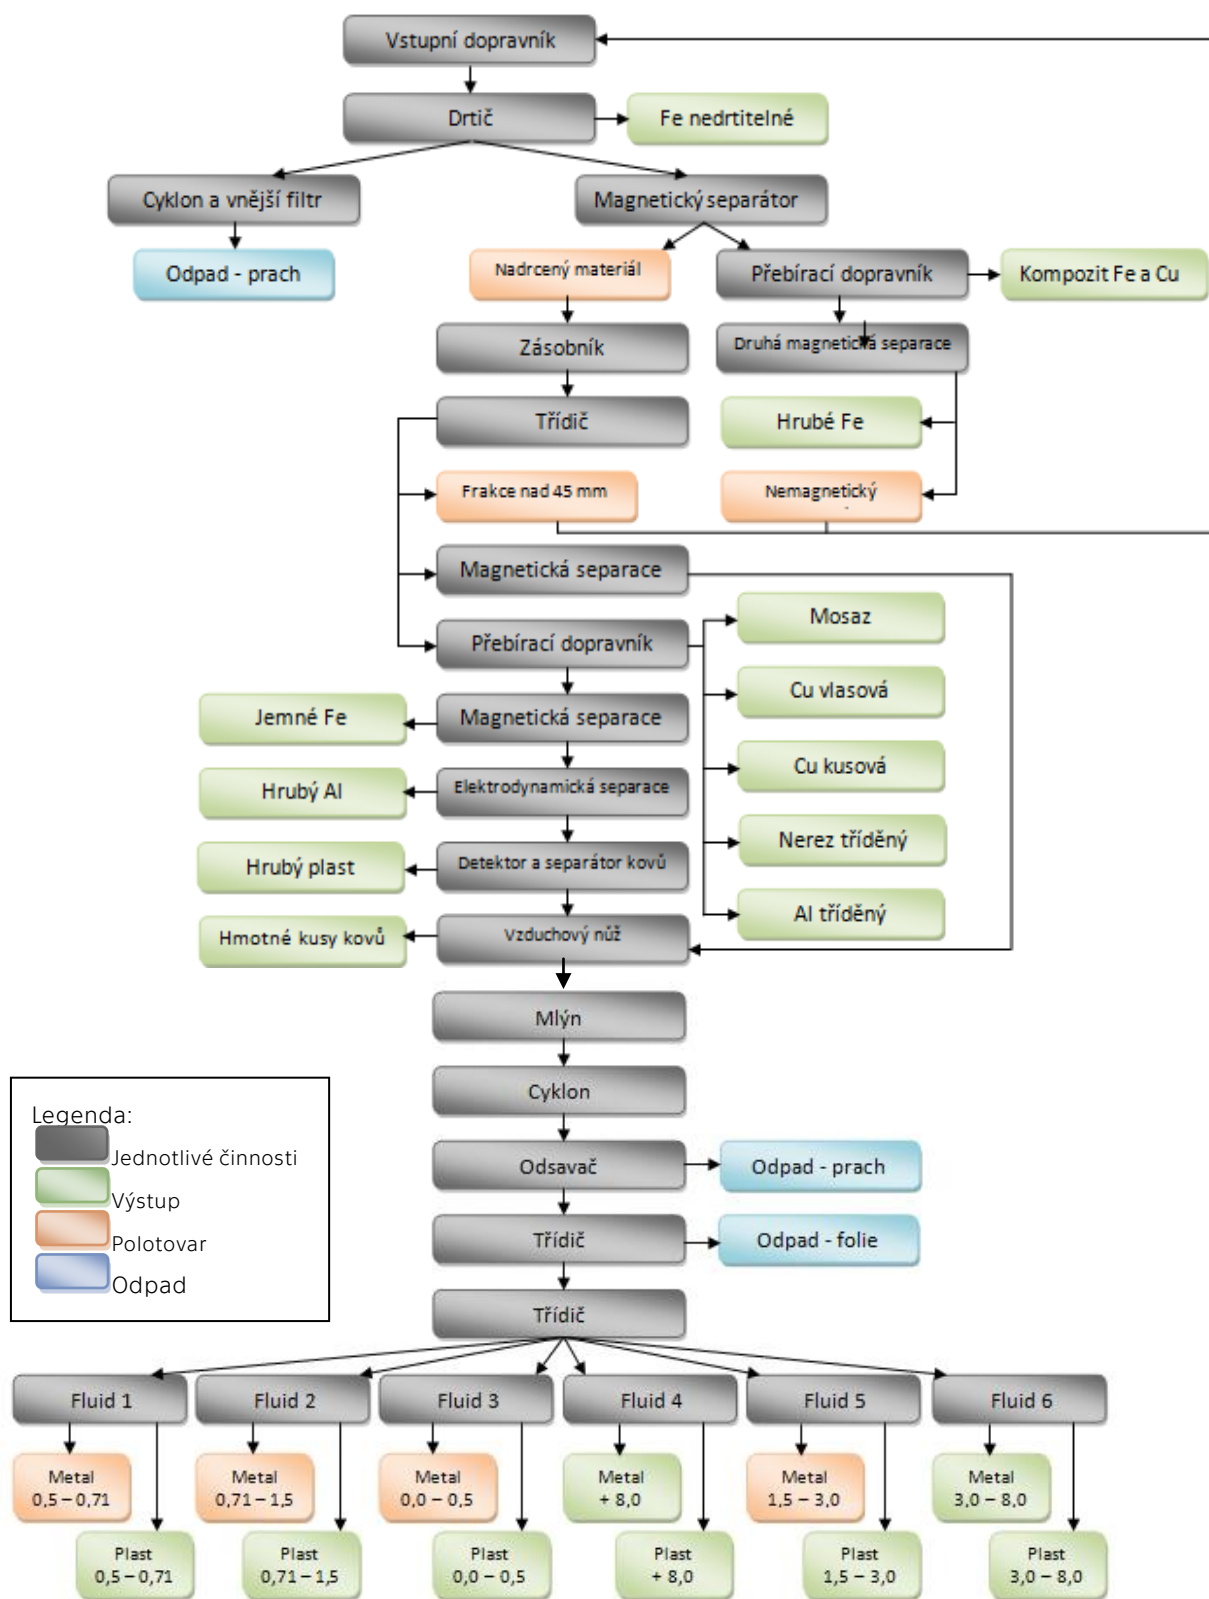 Vstupní dopravník
Drtič
Fe nedrtitelné
Cyklon a vnější filtr
Magnetický separátor
Odpad - prach
Nadrcený materiál
Přebírací dopravník
Kompozit Fe a Cu
Zásobník
Druhá magnetická separace
Třídič
Hrubé Fe
Frakce nad 45 mm
Nemagnetický
Magnetická separace
Mosaz
Přebírací dopravník
Cu vlasová
Jemné Fe
Magnetická separace
Cu kusová
Hrubý Al
Elektrodynamická separace
Nerez tříděný
Hrubý plast
Detektor a separátor kovů
Al tříděný
Hmotné kusy kovů
Vzduchový nůž
Mlýn
Cyklon
Legenda:
Jednotlivé činnosti
Výstup
Polotovar
Odpad
Odsavač
Odpad - prach
Třídič
Odpad - folie
Třídič
Fluid 1
Fluid 2
Fluid 3
Fluid 4
Fluid 5
Fluid 6
Metal
0,5 – 0,71
Metal
0,71 – 1,5
Metal
0,0 – 0,5
Metal
+ 8,0
Metal
1,5 – 3,0
Metal
3,0 – 8,0
Plast
0,5 – 0,71
Plast
0,71 – 1,5
Plast
0,0 – 0,5
Plast
+ 8,0
Plast
1,5 – 3,0
Plast
3,0 – 8,0